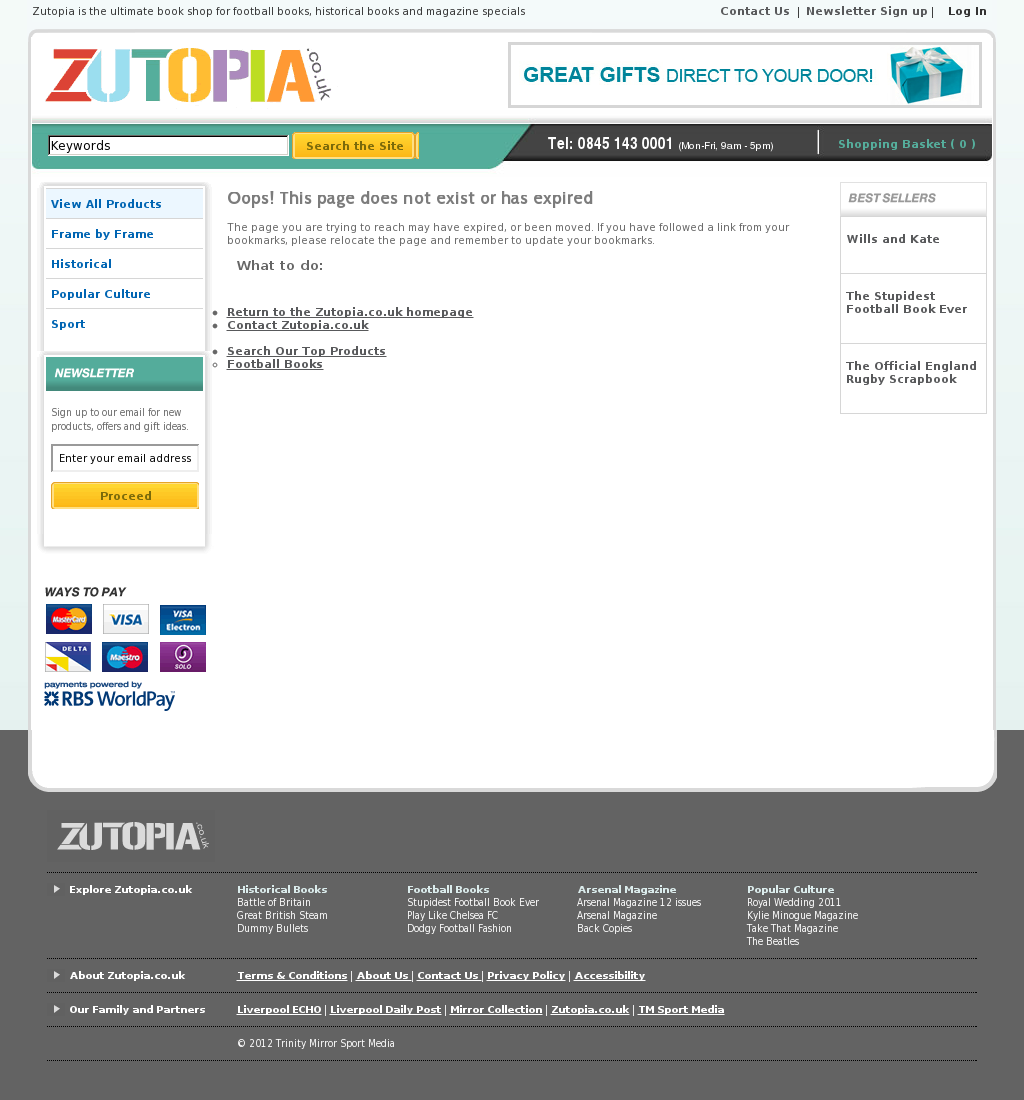 Zutopia is the ultimate book shop for football books, historical books and magazine specials
Contact Us | Newsletter Sign up | Log In
ZUTOPIA.co.uk
GREAT GIFTS DIRECT TO YOUR DOOR!
Keywords
Search the Site
Tel: 0845 143 0001 (Mon-Fri, 9am - 5pm)
Shopping Basket ( 0 )
View All Products
Frame by Frame
Historical
Popular Culture
Sport
NEWSLETTER
Sign up to our email for new
products, offers and gift ideas.
Enter your email address
Proceed
WAYS TO PAY
MasterCard
VISA
VISA
Electron
DELTA
Maestro
SOLO
payments powered by
RBS WorldPay™
Oops! This page does not exist or has expired
The page you are trying to reach may have expired, or been moved. If you have followed a link from your
bookmarks, please relocate the page and remember to update your bookmarks.
What to do:
Return to the Zutopia.co.uk homepage
Contact Zutopia.co.uk
Search Our Top Products
Football Books
BEST SELLERS
Wills and Kate
The Stupidest
Football Book Ever
The Official England
Rugby Scrapbook
ZUTOPIA.co.uk
Explore Zutopia.co.uk
Historical Books
Battle of Britain
Great British Steam
Dummy Bullets
Football Books
Stupidest Football Book Ever
Play Like Chelsea FC
Dodgy Football Fashion
Arsenal Magazine
Arsenal Magazine 12 issues
Arsenal Magazine
Back Copies
Popular Culture
Royal Wedding 2011
Kylie Minogue Magazine
Take That Magazine
The Beatles
About Zutopia.co.uk
Terms & Conditions | About Us | Contact Us | Privacy Policy | Accessibility
Our Family and Partners
Liverpool ECHO | Liverpool Daily Post | Mirror Collection | Zutopia.co.uk | TM Sport Media
© 2012 Trinity Mirror Sport Media